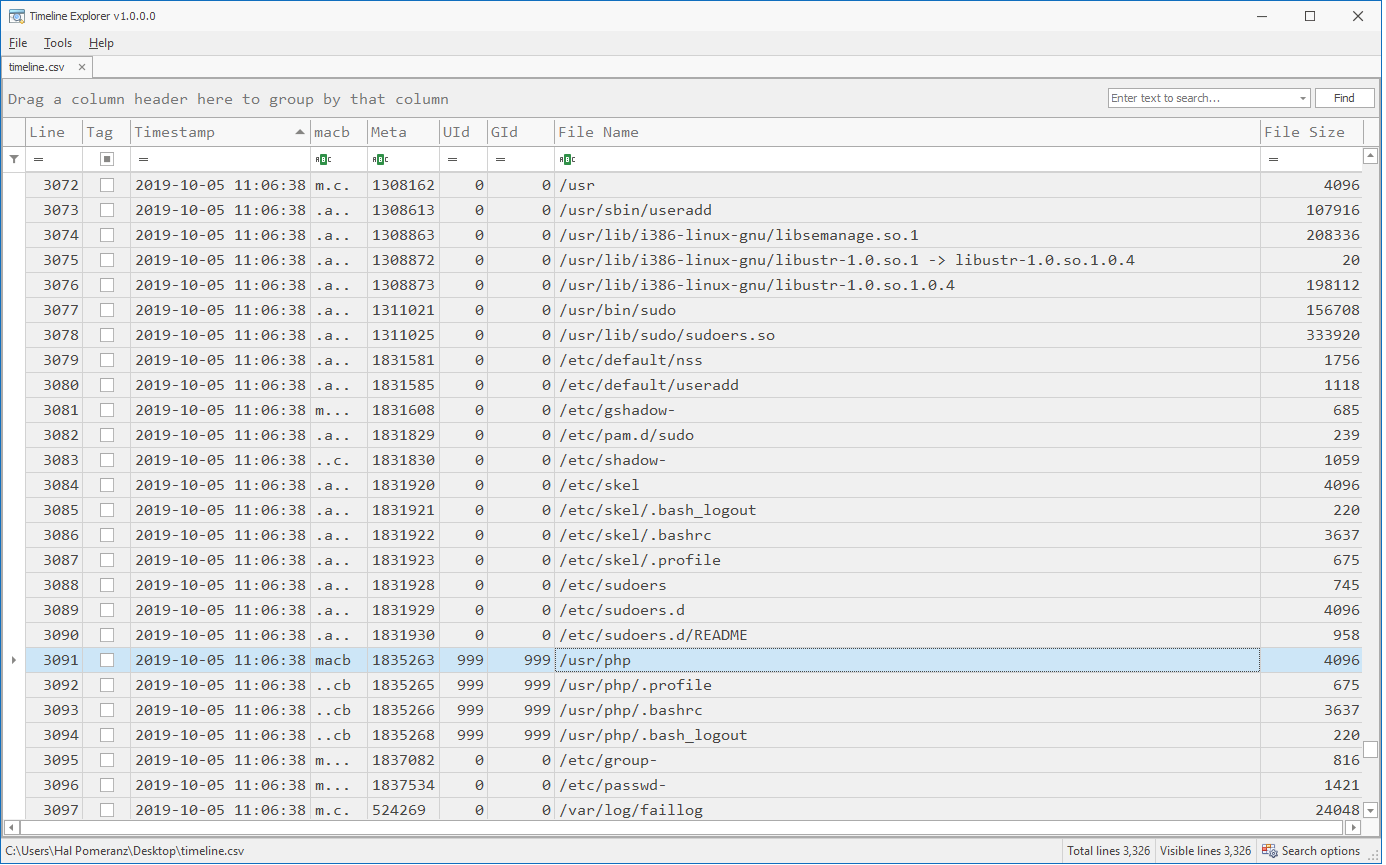 Timeline Explorer v1.0.0.0
File Tools Help
timeline.csv
Drag a column header here to group by that column
Enter text to search... Find
Line Tag Timestamp macb Meta UId GId File Name File Size
= = ABC ABC = = ABC =
3072 2019-10-05 11:06:38 m.c. 1308162 0 0 /usr 4096
3073 2019-10-05 11:06:38 .a.. 1308613 0 0 /usr/sbin/useradd 107916
3074 2019-10-05 11:06:38 .a.. 1308863 0 0 /usr/lib/i386-linux-gnu/libsemanage.so.1 208336
3075 2019-10-05 11:06:38 .a.. 1308872 0 0 /usr/lib/i386-linux-gnu/libustr-1.0.so.1 -> libustr-1.0.so.1.0.4 20
3076 2019-10-05 11:06:38 .a.. 1308873 0 0 /usr/lib/i386-linux-gnu/libustr-1.0.so.1.0.4 198112
3077 2019-10-05 11:06:38 .a.. 1311021 0 0 /usr/bin/sudo 156708
3078 2019-10-05 11:06:38 .a.. 1311025 0 0 /usr/lib/sudo/sudoers.so 333920
3079 2019-10-05 11:06:38 .a.. 1831581 0 0 /etc/default/nss 1756
3080 2019-10-05 11:06:38 .a.. 1831585 0 0 /etc/default/useradd 1118
3081 2019-10-05 11:06:38 m... 1831608 0 0 /etc/gshadow- 685
3082 2019-10-05 11:06:38 .a.. 1831829 0 0 /etc/pam.d/sudo 239
3083 2019-10-05 11:06:38 ..c. 1831830 0 0 /etc/shadow- 1059
3084 2019-10-05 11:06:38 .a.. 1831920 0 0 /etc/skel 4096
3085 2019-10-05 11:06:38 .a.. 1831921 0 0 /etc/skel/.bash_logout 220
3086 2019-10-05 11:06:38 .a.. 1831922 0 0 /etc/skel/.bashrc 3637
3087 2019-10-05 11:06:38 .a.. 1831923 0 0 /etc/skel/.profile 675
3088 2019-10-05 11:06:38 .a.. 1831928 0 0 /etc/sudoers 745
3089 2019-10-05 11:06:38 .a.. 1831929 0 0 /etc/sudoers.d 4096
3090 2019-10-05 11:06:38 .a.. 1831930 0 0 /etc/sudoers.d/README 958
3091 2019-10-05 11:06:38 macb 1835263 999 999 /usr/php 4096
3092 2019-10-05 11:06:38 ..cb 1835265 999 999 /usr/php/.profile 675
3093 2019-10-05 11:06:38 ..cb 1835266 999 999 /usr/php/.bashrc 3637
3094 2019-10-05 11:06:38 ..cb 1835268 999 999 /usr/php/.bash_logout 220
3095 2019-10-05 11:06:38 m... 1837082 0 0 /etc/group- 816
3096 2019-10-05 11:06:38 m... 1837534 0 0 /etc/passwd- 1421
3097 2019-10-05 11:06:38 m.c. 524269 0 0 /var/log/faillog 24048
C:\Users\Hal Pomeranz\Desktop\timeline.csv Total lines 3,326 Visible lines 3,326 Search options